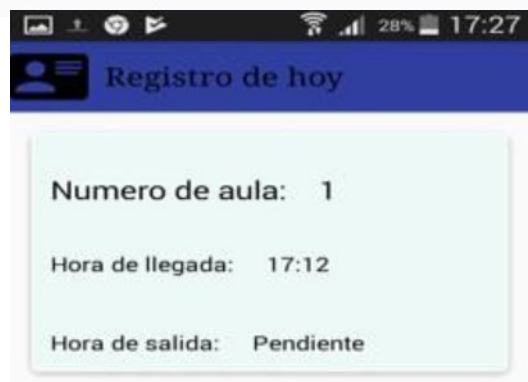 28% 17:27
Registro de hoy
Numero de aula: 1
Hora de llegada: 17:12
Hora de salida: Pendiente